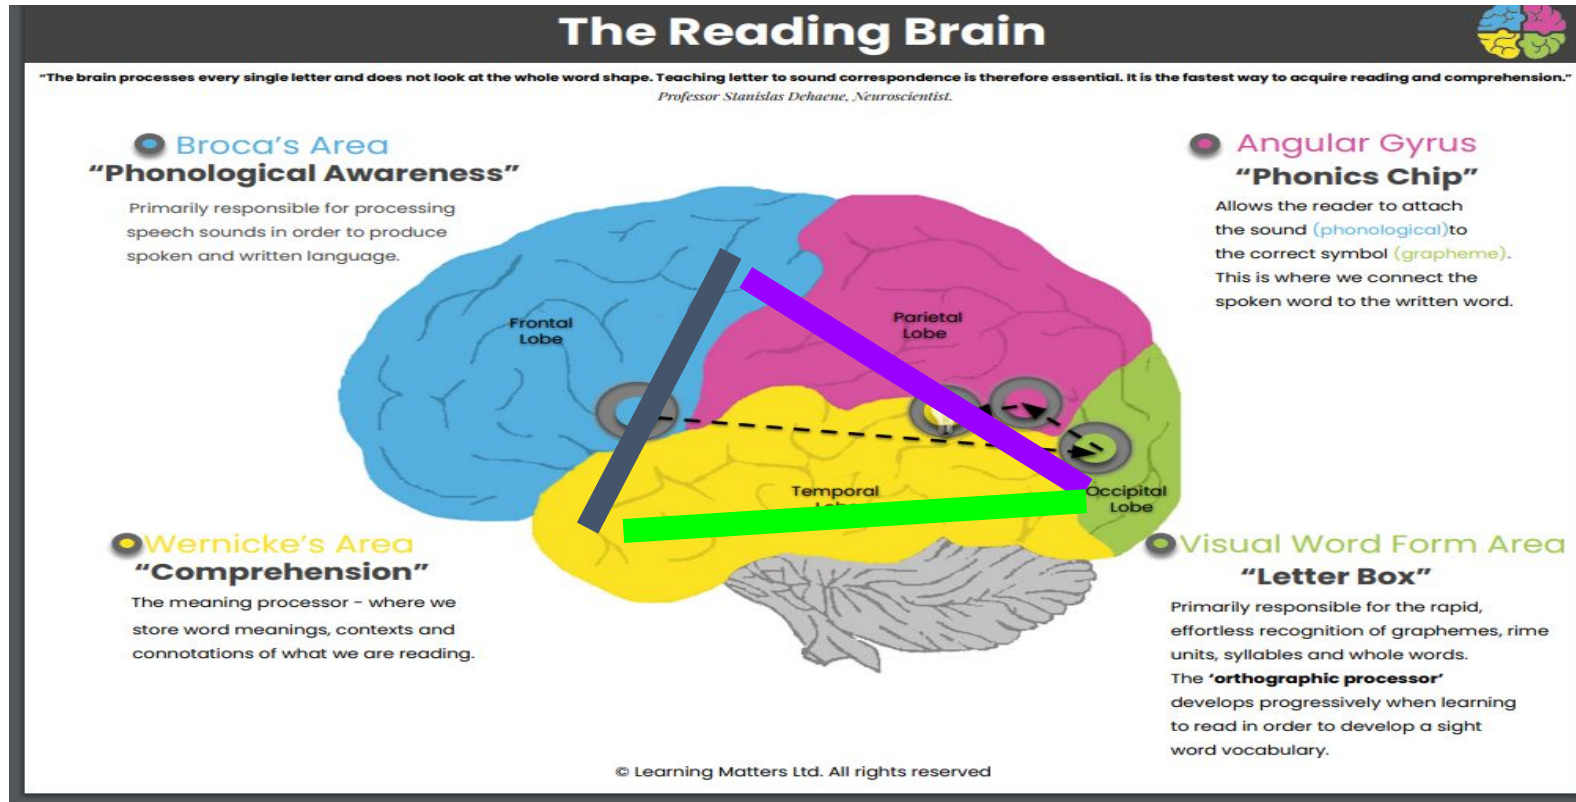 The Reading Brain
“The brain processes every single letter and does not look at the whole word shape. Teaching letter to sound correspondence is therefore essential. It is the fastest way to acquire reading and comprehension.”
Professor Stanislas Dehaene, Neuroscientist.
Broca’s Area
“Phonological Awareness”
Primarily responsible for processing
speech sounds in order to produce
spoken and written language.
Angular Gyrus
“Phonics Chip”
Allows the reader to attach
the sound (phonological)to
the correct symbol (grapheme).
This is where we connect the
spoken word to the written word.
Frontal
Lobe
Parietal
Lobe
Temporal
Occipital
Lobe
Wernicke’s Area
“Comprehension”
The meaning processor - where we
store word meanings, contexts and
connotations of what we are reading.
Visual Word Form Area
“Letter Box”
Primarily responsible for the rapid,
effortless recognition of graphemes, rime
units, syllables and whole words.
The ‘orthographic processor’
develops progressively when learning
to read in order to develop a sight
word vocabulary.
© Learning Matters Ltd. All rights reserved